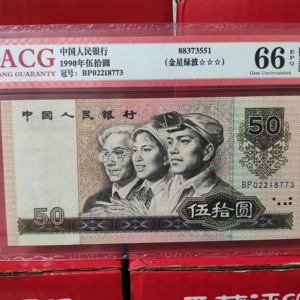 ACG
NG GUARANTY
中国人民银行
1990年伍拾圆
冠号: BP02218773
88373551
(金星绿波☆☆☆)
66 EPQ
Gem Uncirculated
中国人民银行
50
BP02218773
50
伍拾圆